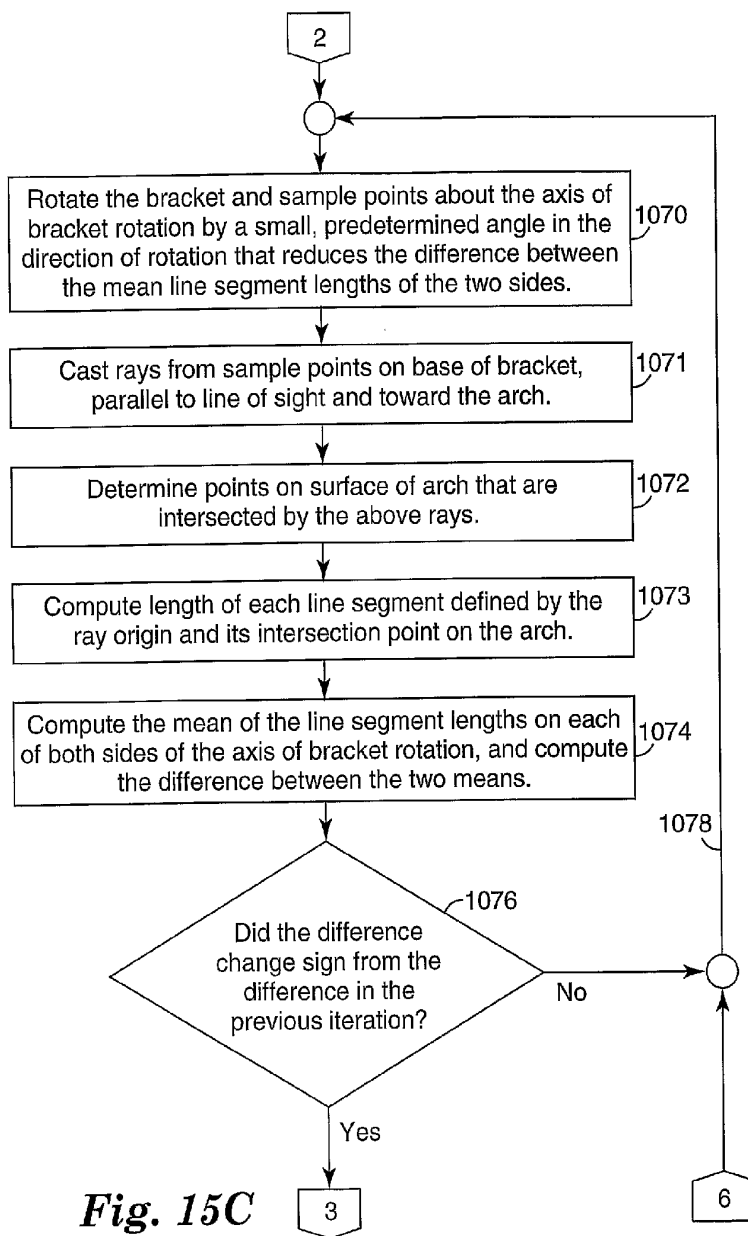 2
Rotate the bracket and sample points about the axis of
bracket rotation by a small, predetermined angle in the
direction of rotation that reduces the difference between
the mean line segment lengths of the two sides.
1070
Cast rays from sample points on base of bracket,
parallel to line of sight and toward the arch.
1071
Determine points on surface of arch that are
intersected by the above rays.
1072
Compute length of each line segment defined by the
ray origin and its intersection point on the arch.
1073
Compute the mean of the line segment lengths on each
of both sides of the axis of bracket rotation, and compute
the difference between the two means.
1074
1078
1076
Did the difference
change sign from the
difference in the
previous iteration?
No
Yes
Fig. 15C
3
6